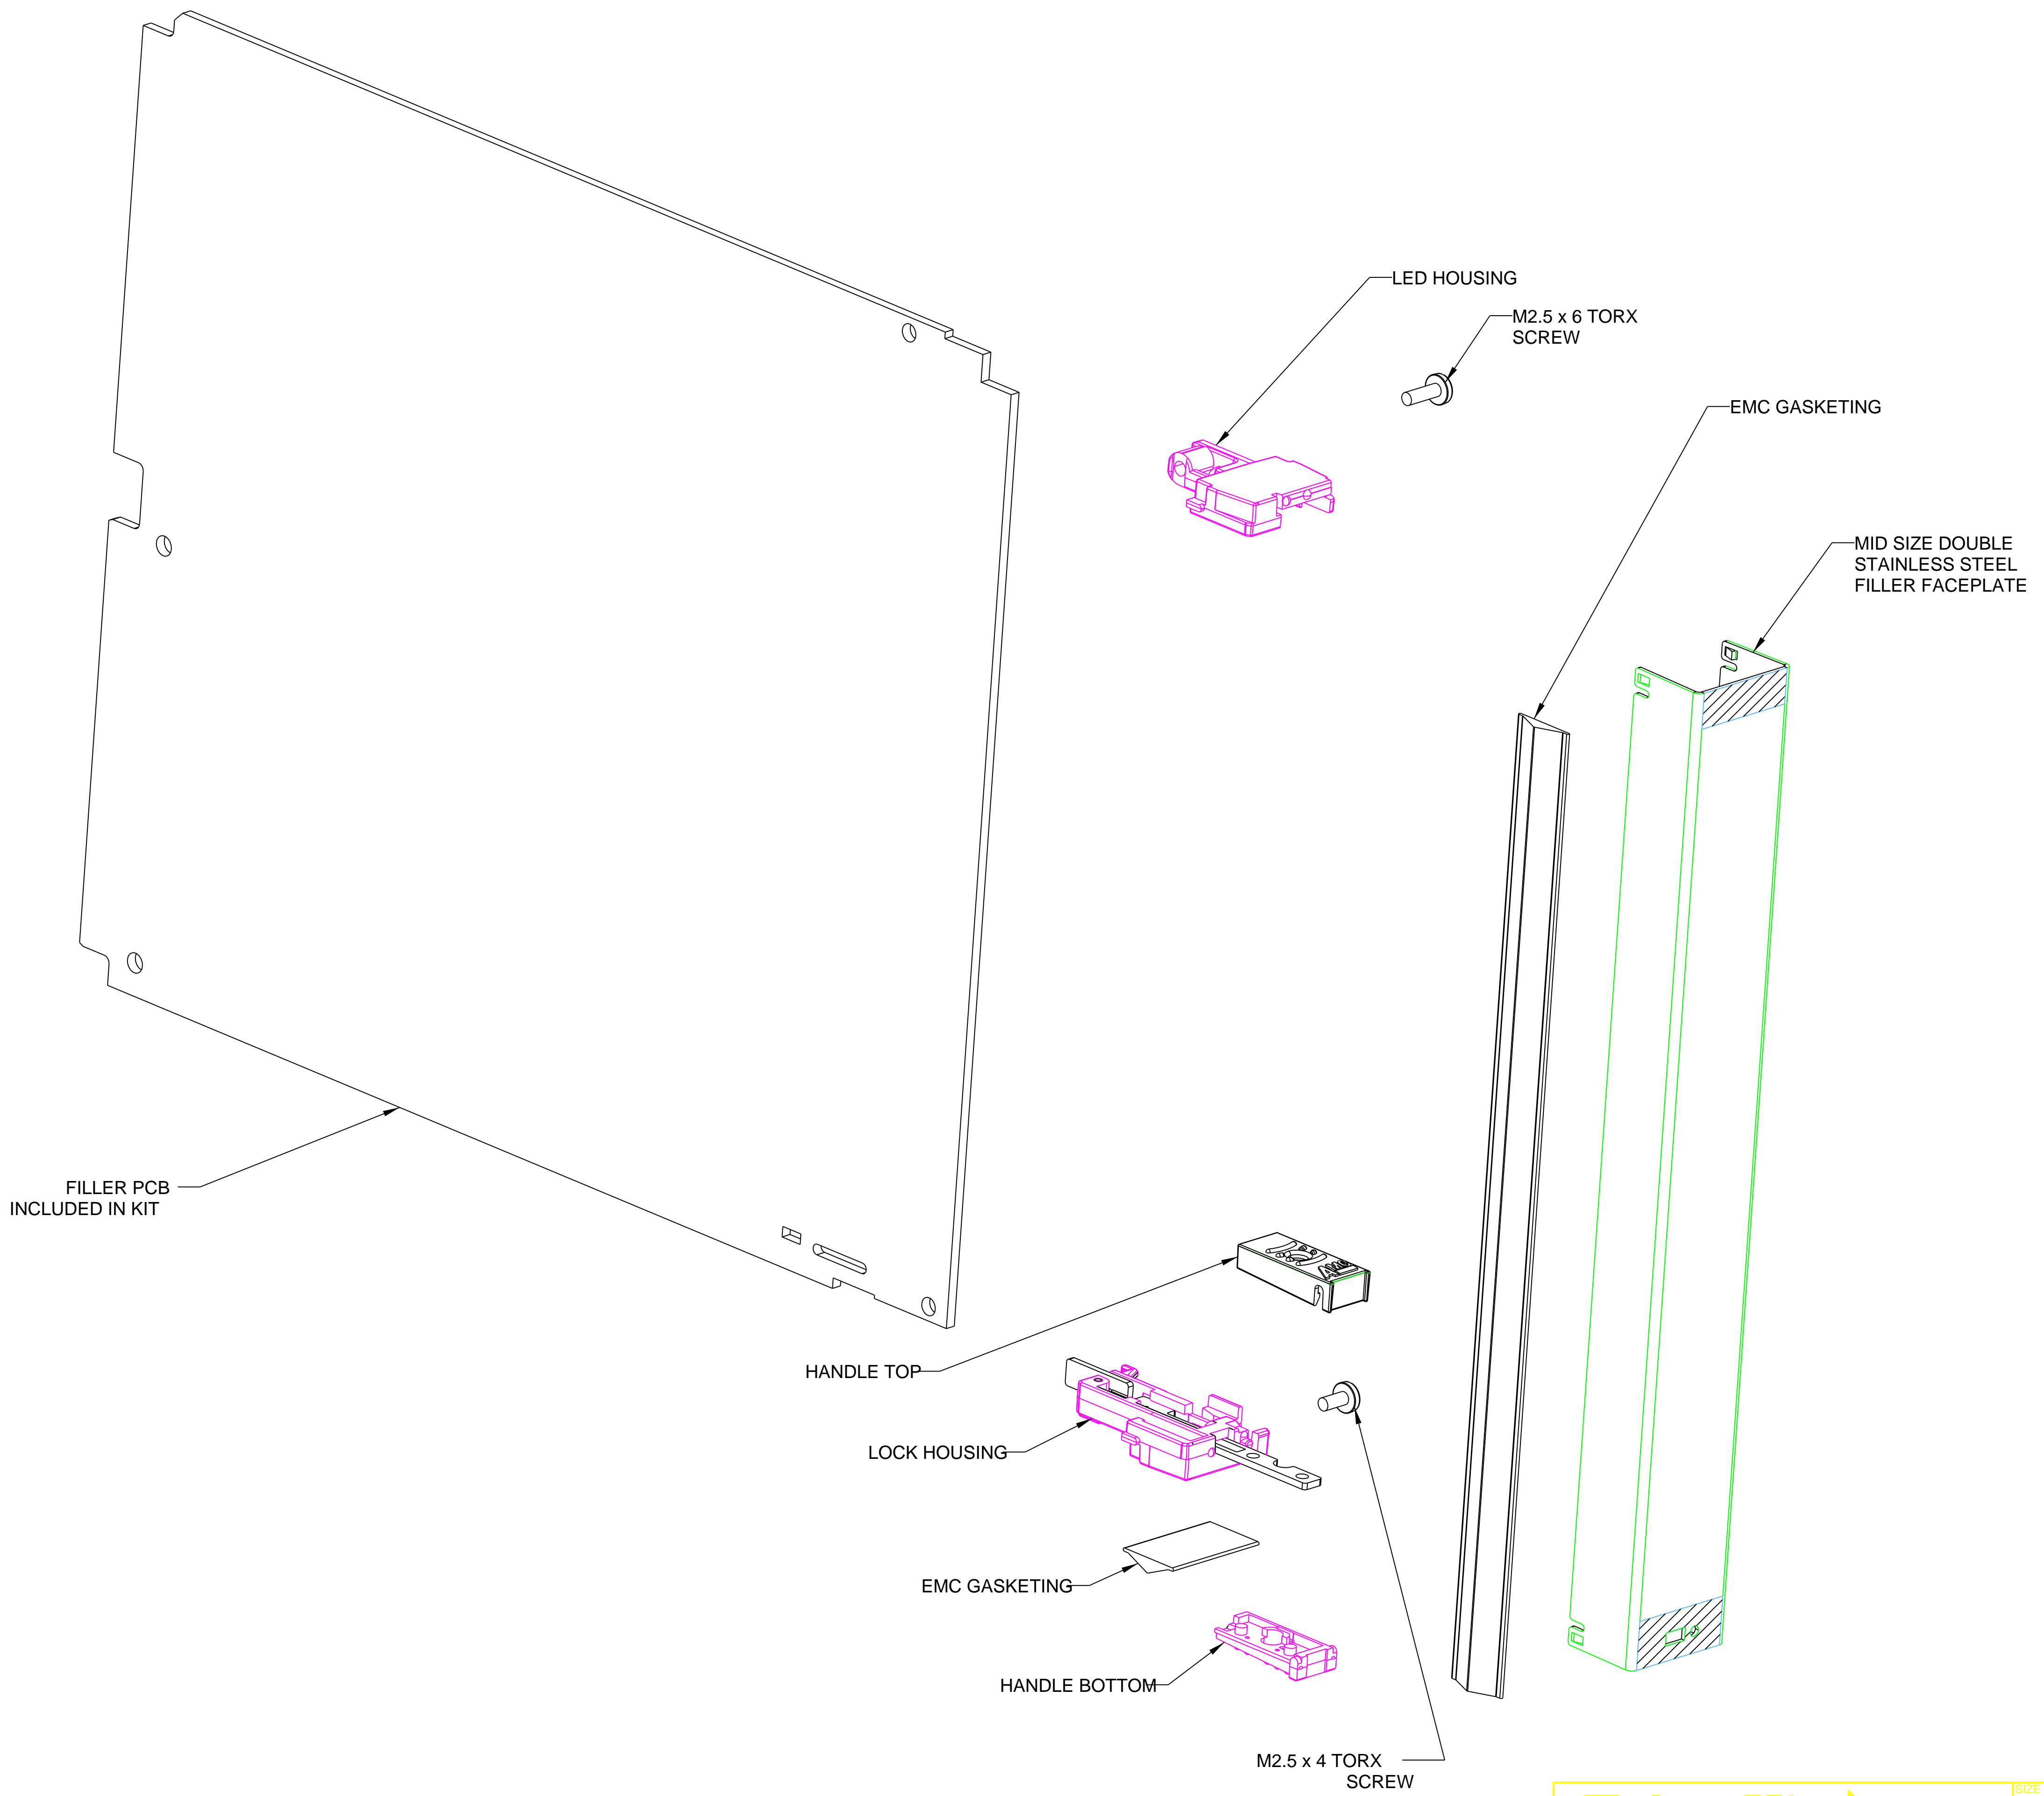 LED HOUSING
M2.5 x 6 TORX
SCREW
EMC GASKETING
MID SIZE DOUBLE
STAINLESS STEEL
FILLER FACEPLATE
FILLER PCB
INCLUDED IN KIT
HANDLE TOP
LOCK HOUSING
EMC GASKETING
HANDLE BOTTOM
M2.5 x 4 TORX
SCREW
SIZE